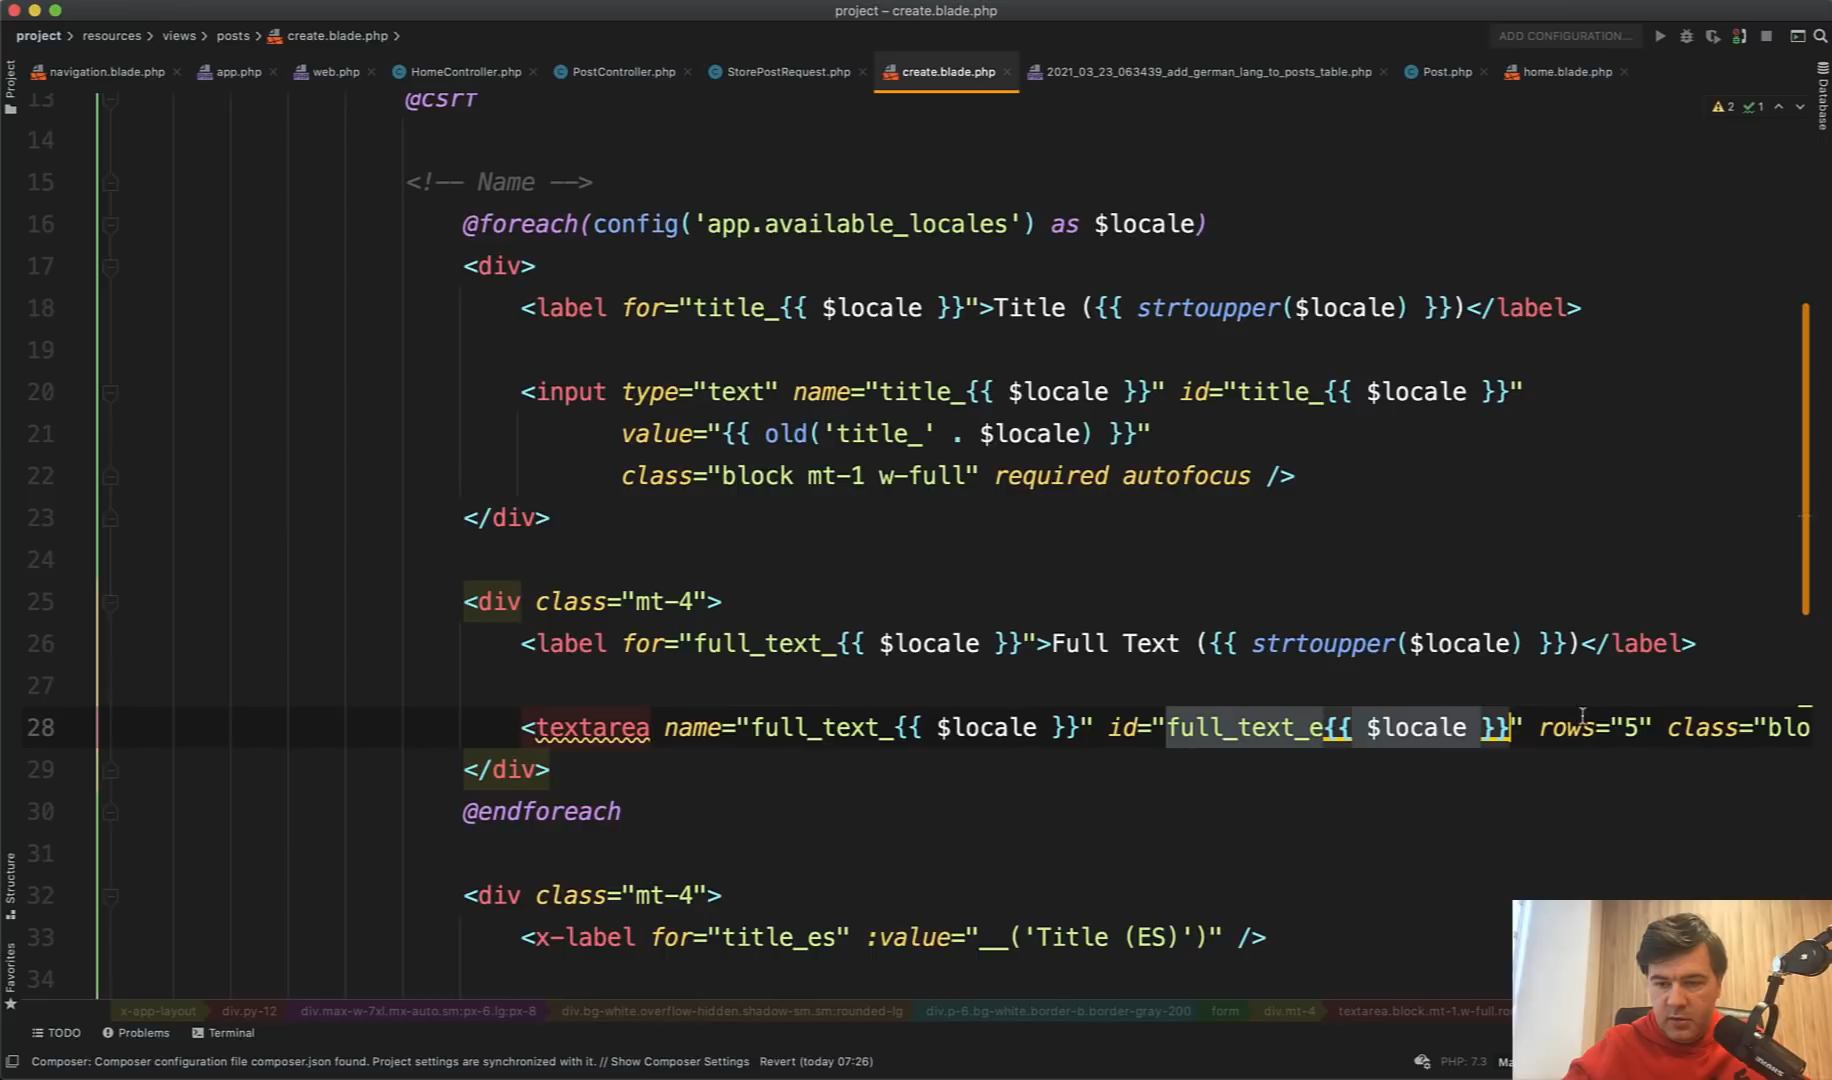 project – create.blade.php
project > resources > views > posts > create.blade.php >
ADD CONFIGURATION...
Project
navigation.blade.php × app.php × web.php × HomeController.php × PostController.php × StorePostRequest.php × create.blade.php × 2021_03_23_063439_add_german_lang_to_posts_table.php × Post.php × home.blade.php ×
Database
2 1
13 @csrf
14
15 <!-- Name -->
16 @foreach(config('app.available_locales') as $locale)
17 <div>
18 <label for="title_{{ $locale }}">Title ({{ strtoupper($locale) }})</label>
19
20 <input type="text" name="title_{{ $locale }}" id="title_{{ $locale }}"
21 value="{{ old('title_' . $locale) }}"
22 class="block mt-1 w-full" required autofocus />
23 </div>
24
25 <div class="mt-4">
26 <label for="full_text_{{ $locale }}">Full Text ({{ strtoupper($locale) }})</label>
27
28 <textarea name="full_text_{{ $locale }}" id="full_text_e{{ $locale }}" rows="5" class="blo
29 </div>
30 @endforeach
31
32 <div class="mt-4">
33 <x-label for="title_es" :value="__('Title (ES)')" />
34
Structure
Favorites
x-app-layout div.py-12 div.max-w-7xl.mx-auto.sm:px-6.lg:px-8 div.bg-white.overflow-hidden.shadow-sm.sm:rounded-lg div.p-6.bg-white.border-b.border-gray-200 form div.mt-4 textarea.block.mt-1.w-full.ro
TODO Problems Terminal
Composer: Composer configuration file composer.json found. Project settings are synchronized with it. // Show Composer Settings Revert (today 07:26)
PHP: 7.3 Ma